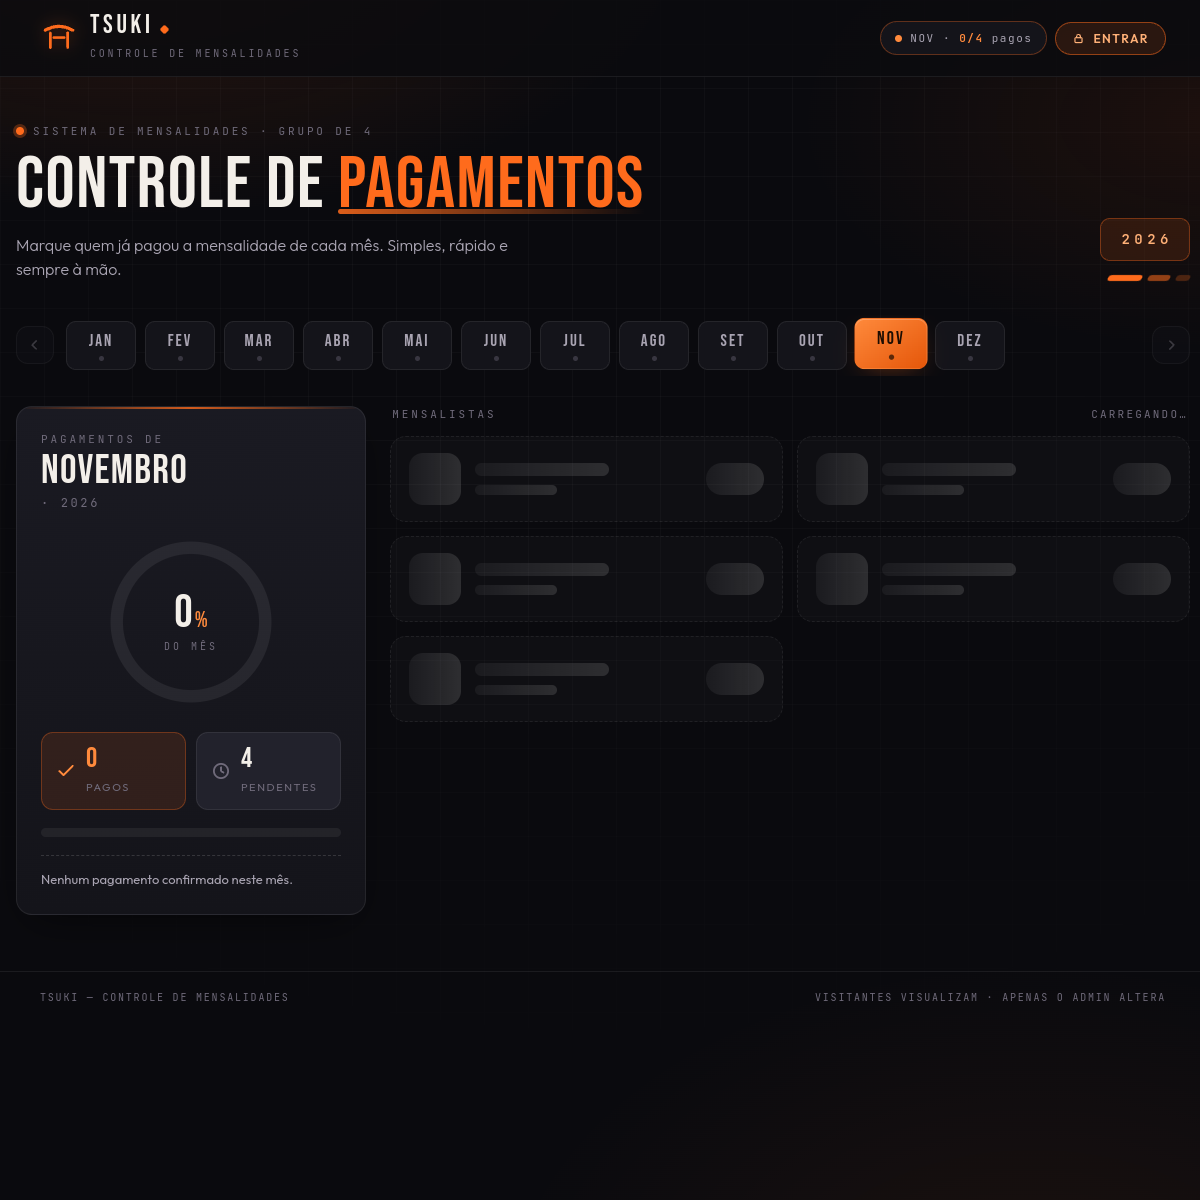 TSUKI
CONTROLE DE MENSALIDADES
NOV · 0/4 pagos
ENTRAR
SISTEMA DE MENSALIDADES · GRUPO DE 4
CONTROLE DE PAGAMENTOS
Marque quem já pagou a mensalidade de cada mês. Simples, rápido e
sempre à mão.
2026
JAN FEV MAR ABR MAI JUN JUL AGO SET OUT NOV DEZ
PAGAMENTOS DE
NOVEMBRO
· 2026
0%
DO MÊS
0
PAGOS
4
PENDENTES
Nenhum pagamento confirmado neste mês.
MENSALISTAS
CARREGANDO…
TSUKI — CONTROLE DE MENSALIDADES
VISITANTES VISUALIZAM · APENAS O ADMIN ALTERA